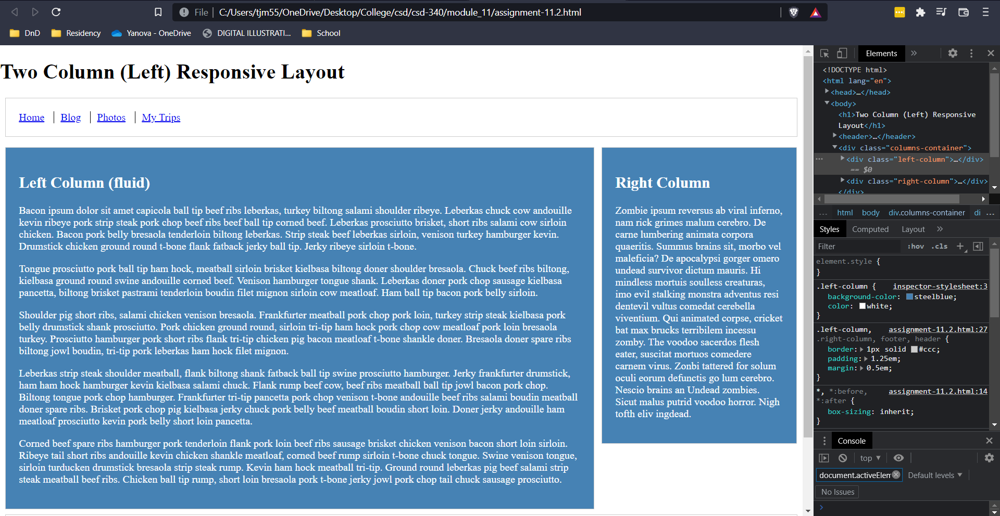 File | C:/Users/tjm55/OneDrive/Desktop/College/csd/csd-340/module_11/assignment-11.2.html
DnD Residency Yanova - OneDrive DIGITAL ILLUSTRATI... School
Two Column (Left) Responsive Layout
Home Blog Photos My Trips
Left Column (fluid)
Bacon ipsum dolor sit amet capicola ball tip beef ribs leberkas, turkey biltong salami shoulder ribeye. Leberkas chuck cow andouille
kevin ribeye pork strip steak pork chop beef ribs beef ball tip corned beef. Leberkas prosciutto brisket, short ribs salami cow sirloin
chicken. Bacon pork belly bresaola tenderloin biltong leberkas. Strip steak beef leberkas sirloin, venison turkey hamburger kevin.
Drumstick chicken ground round t-bone flank fatback jerky ball tip. Jerky ribeye sirloin t-bone.
Tongue prosciutto pork ball tip ham hock, meatball sirloin brisket kielbasa biltong doner shoulder bresaola. Chuck beef ribs biltong,
kielbasa ground round swine andouille corned beef. Venison hamburger tongue shank. Leberkas doner pork chop sausage kielbasa
pancetta, biltong brisket pastrami tenderloin boudin filet mignon sirloin cow meatloaf. Ham ball tip bacon pork belly sirloin.
Shoulder pig short ribs, salami chicken venison bresaola. Frankfurter meatball pork chop pork loin, turkey strip steak kielbasa pork
belly drumstick shank prosciutto. Pork chicken ground round, sirloin tri-tip ham hock pork chop cow meatloaf pork loin bresaola
turkey. Prosciutto hamburger pork short ribs flank tri-tip chicken pig bacon meatloaf t-bone shankle doner. Bresaola doner spare ribs
biltong jowl boudin, tri-tip pork leberkas ham hock filet mignon.
Leberkas strip steak shoulder meatball, flank biltong shank fatback ball tip swine prosciutto hamburger. Jerky frankfurter drumstick,
ham ham hock hamburger kevin kielbasa salami chuck. Flank rump beef cow, beef ribs meatball ball tip jowl bacon pork chop.
Biltong tongue pork chop hamburger. Frankfurter tri-tip pancetta pork chop venison t-bone andouille beef ribs salami boudin meatball
doner spare ribs. Brisket pork chop pig kielbasa jerky chuck pork belly beef meatball boudin short loin. Doner jerky andouille ham
meatloaf prosciutto kevin pork belly short loin pancetta.
Corned beef spare ribs hamburger pork tenderloin flank pork loin beef ribs sausage brisket chicken venison bacon short loin sirloin.
Ribeye tail short ribs andouille kevin chicken shankle meatloaf, corned beef rump sirloin t-bone chuck tongue. Swine venison tongue,
sirloin turducken drumstick bresaola strip steak rump. Kevin ham hock meatball tri-tip. Ground round leberkas pig beef salami strip
steak meatball beef ribs. Chicken ball tip rump, short loin bresaola pork t-bone jerky jowl pork chop tail chuck sausage prosciutto.
Right Column
Zombie ipsum reversus ab viral inferno,
nam rick grimes malum cerebro. De
carne lumbering animata corpora
quaeritis. Summus brains sit, morbo vel
maleficia? De apocalypsi gorger omero
undead survivor dictum mauris. Hi
mindless mortuis soulless creaturas,
imo evil stalking monstra adventus resi
dentevil vultus comedat cerebella
viventium. Qui animated corpse, cricket
bat max brucks terribilem incessu
zomby. The voodoo sacerdos flesh
eater, suscitat mortuos comedere
carnem virus. Zonbi tattered for solum
oculi eorum defunctis go lum cerebro.
Nescio brains an Undead zombies.
Sicut malus putrid voodoo horror. Nigh
tofth eliv ingdead.
Elements
<!DOCTYPE html>
<html lang="en">
<head>…</head>
<body>
<h1>Two Column (Left) Responsive
Layout</h1>
<header>…</header>
<div class="columns-container">
<div class="left-column">…</div>
== $0
<div class="right-column">…</div>
</div>
... html body div.columns-container di ...
Styles Computed Layout
Filter :hov .cls
element.style {
}
.left-column { inspector-stylesheet:3
background-color: steelblue;
color: white;
}
.left-column, assignment-11.2.html:27
.right-column, footer, header {
border: 1px solid #ccc;
padding: 1.25em;
margin: 0.5em;
}
*, *:before, assignment-11.2.html:14
*:after {
box-sizing: inherit;
}
Console
top
document.activeElem Default levels
No Issues